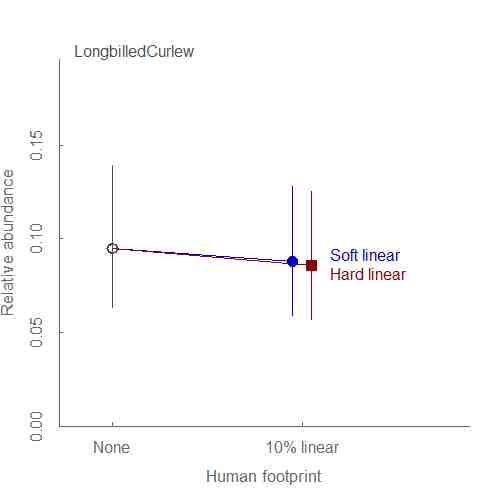 LongbilledCurlew
Relative abundance
0.15
0.10
0.05
0.00
Soft linear
Hard linear
None
10% linear
Human footprint